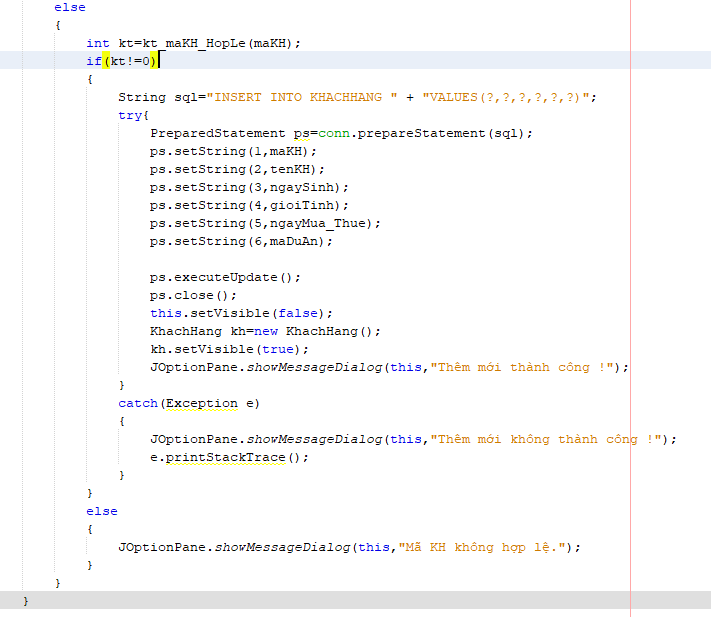 else
{
int kt=kt_maKH_HopLe(maKH);
if(kt!=0)
{
String sql="INSERT INTO KHACHHANG " + "VALUES(?,?,?,?,?,?)";
try{
PreparedStatement ps=conn.prepareStatement(sql);
ps.setString(1,maKH);
ps.setString(2,tenKH);
ps.setString(3,ngaySinh);
ps.setString(4,gioiTinh);
ps.setString(5,ngayMua_Thue);
ps.setString(6,maDuAn);
ps.executeUpdate();
ps.close();
this.setVisible(false);
KhachHang kh=new KhachHang();
kh.setVisible(true);
JOptionPane.showMessageDialog(this,"Thêm mới thành công !");
}
catch(Exception e)
{
JOptionPane.showMessageDialog(this,"Thêm mới không thành công !");
e.printStackTrace();
}
}
else
{
JOptionPane.showMessageDialog(this,"Mã KH không hợp lệ.");
}
}
}